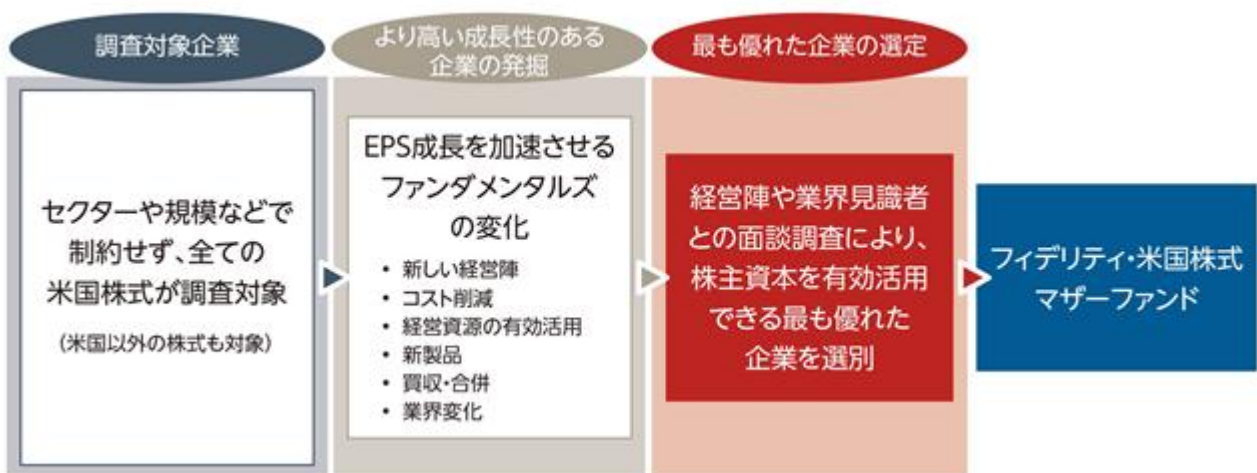 調査対象企業
セクターや規模などで
制約せず、全ての
米国株式が調査対象
(米国以外の株式も対象)
より高い成長性のある
企業の発掘
EPS成長を加速させる
ファンダメンタルズ
の変化
• 新しい経営陣
• コスト削減
• 経営資源の有効活用
• 新製品
• 買収・合併
• 業界変化
最も優れた企業の選定
経営陣や業界見識者
との面談調査により、
株主資本を有効活用
できる最も優れた
企業を選別
フィデリティ・米国株式
マザーファンド